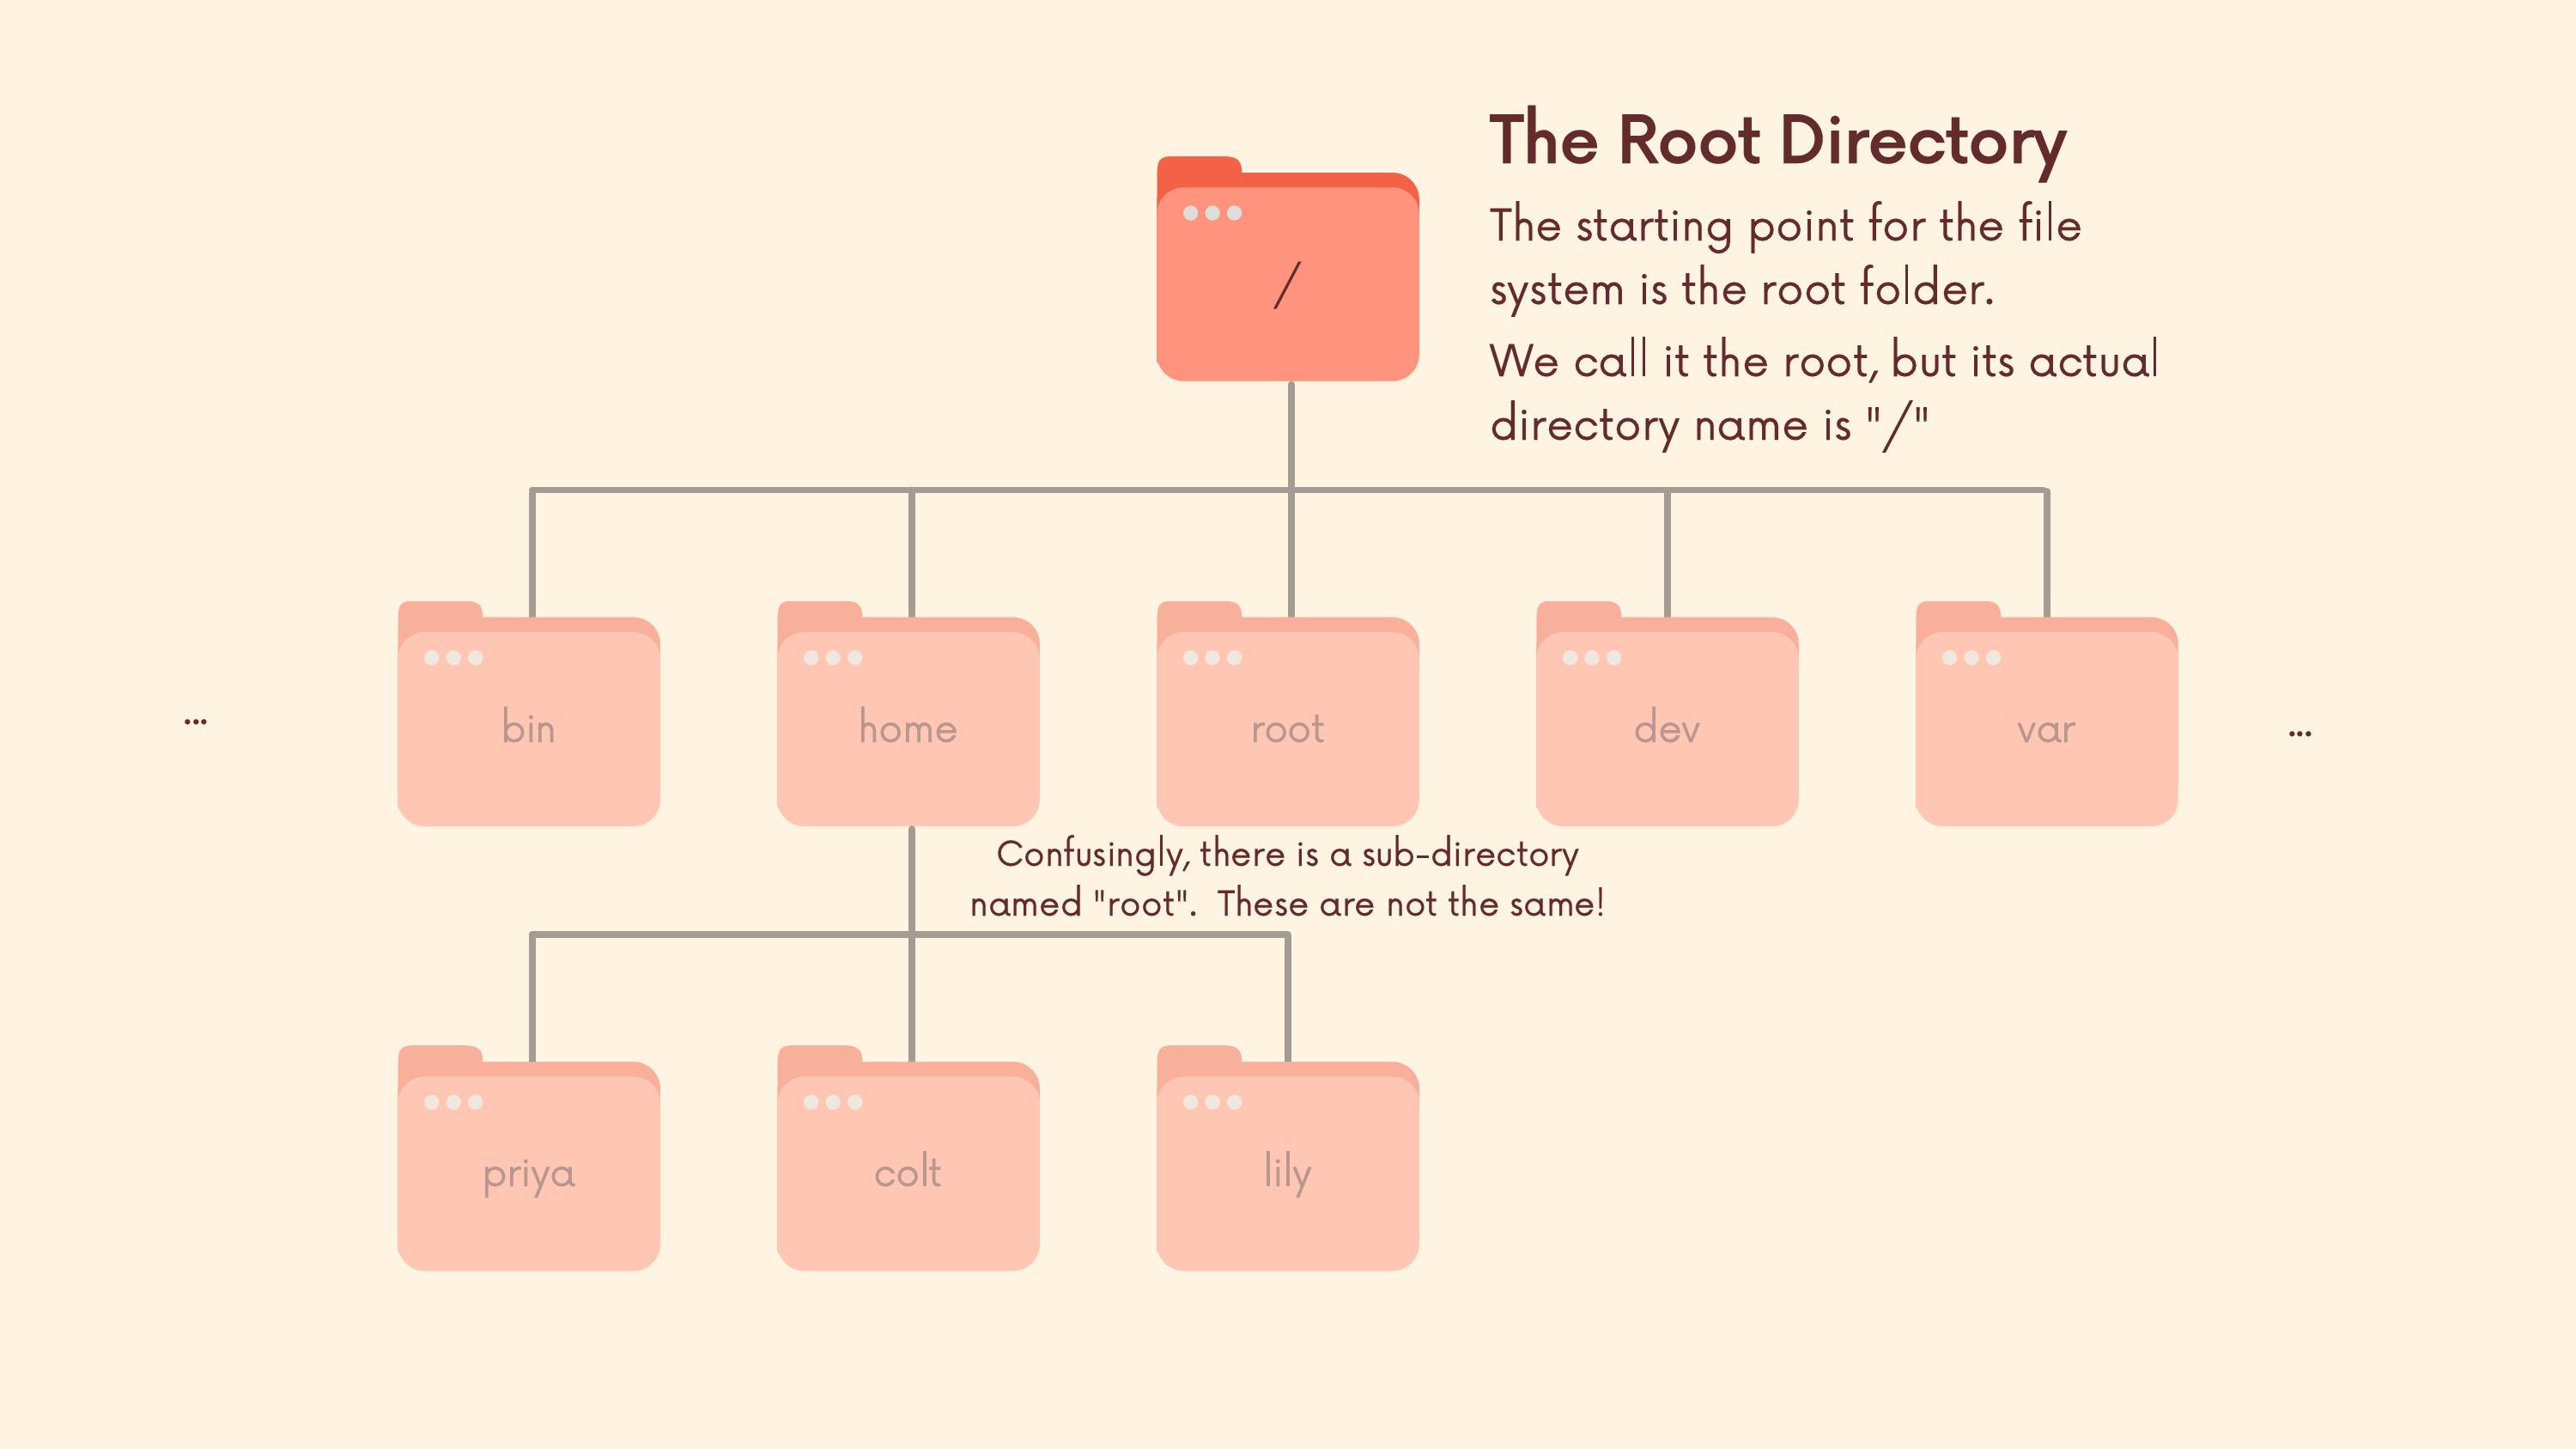 The Root Directory
The starting point for the file
system is the root folder.
We call it the root, but its actual
directory name is "/"
/
... bin home root dev var ...
Confusingly, there is a sub-directory
named "root".  These are not the same!
priya colt lily